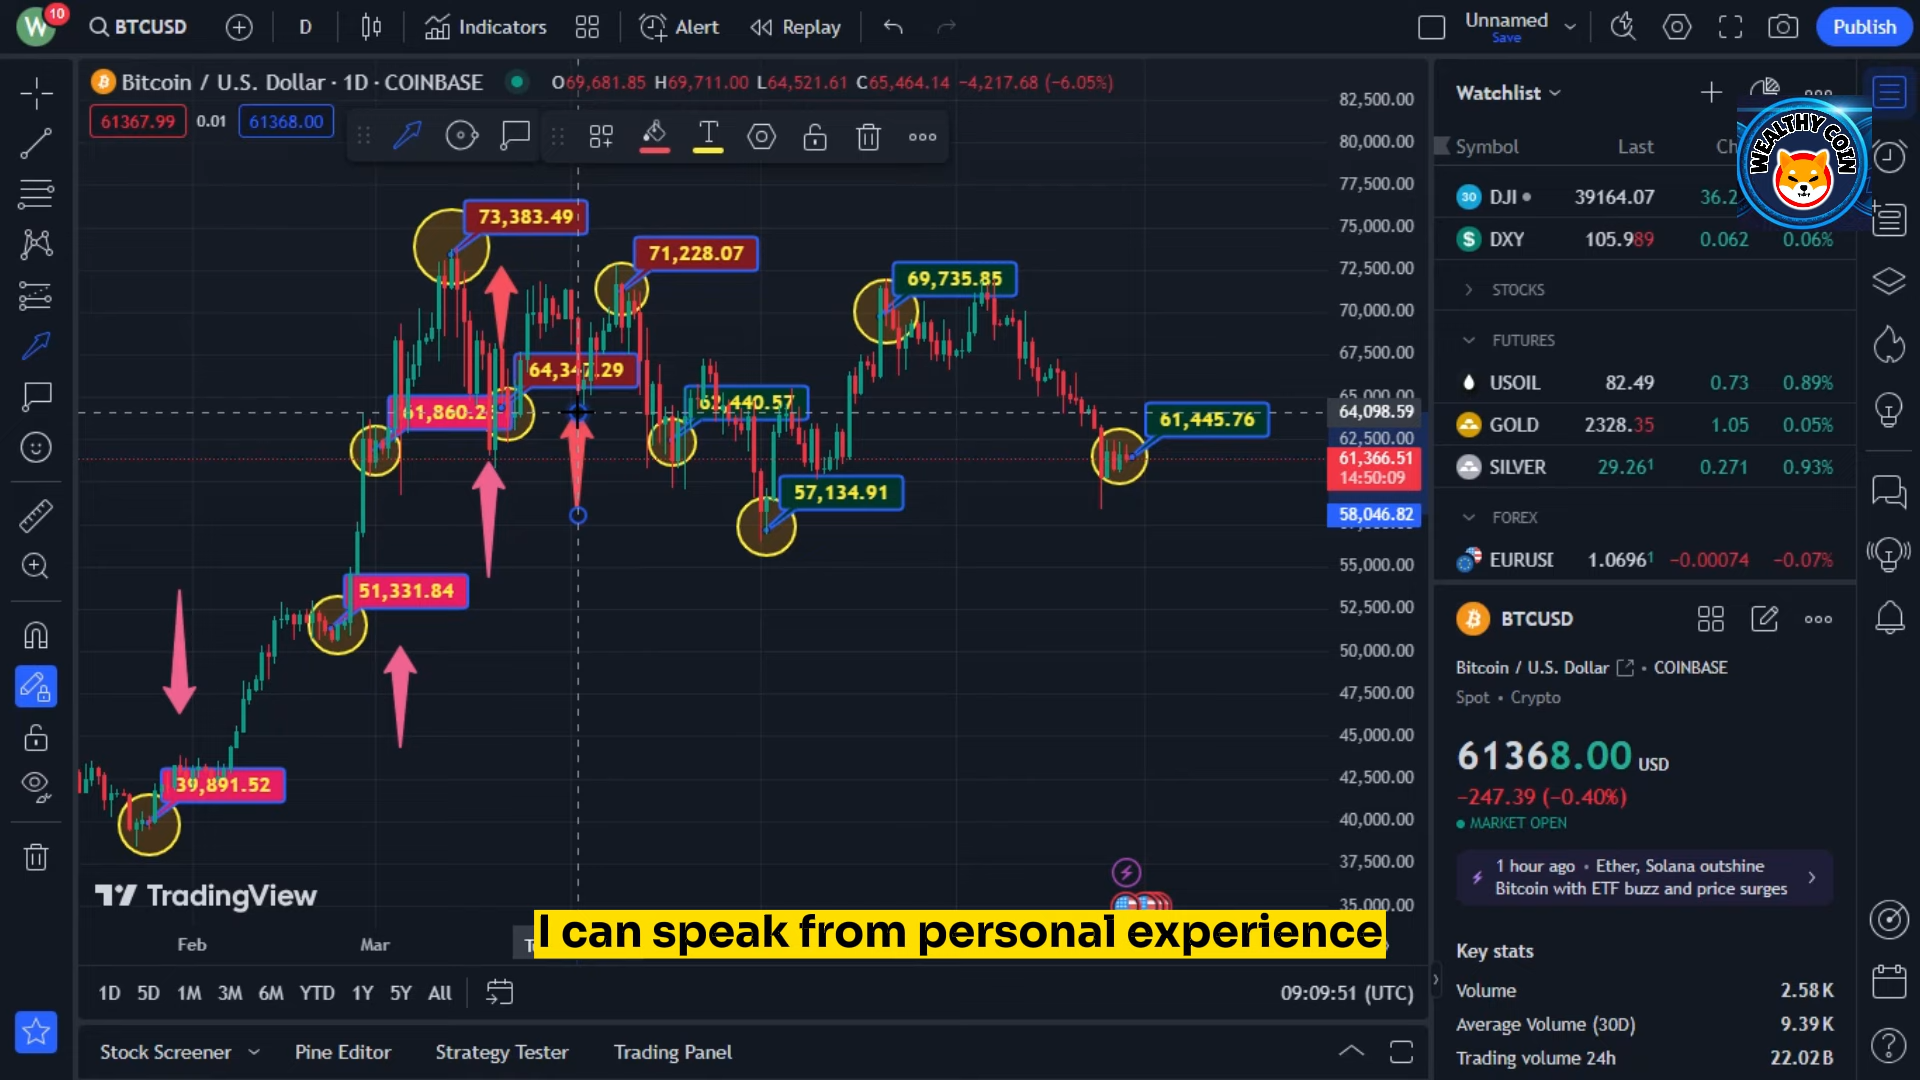 W 10 BTCUSD D Indicators Alert Replay Unnamed Save Publish
Bitcoin / U.S. Dollar · 1D · COINBASE O69,681.85 H69,711.00 L64,521.61 C65,464.14 −4,217.68 (−6.05%)
61367.99 0.01 61368.00
82,500.00
80,000.00
77,500.00
75,000.00
72,500.00
70,000.00
67,500.00
65,000.00
64,098.59
62,500.00
61,366.51
14:50:09
58,046.82
55,000.00
52,500.00
50,000.00
47,500.00
45,000.00
42,500.00
40,000.00
37,500.00
35,000.00
73,383.49
71,228.07
69,735.85
64,347.29
62,440.57
61,860.2
61,445.76
57,134.91
51,331.84
39,891.52
TradingView
Feb Mar
I can speak from personal experience
1D 5D 1M 3M 6M YTD 1Y 5Y All 09:09:51 (UTC)
Stock Screener Pine Editor Strategy Tester Trading Panel
Watchlist
WEALTHY COIN
Symbol Last Ch
30 DJI 39164.07 36.2
$ DXY 105.989 0.062 0.06%
STOCKS
FUTURES
USOIL 82.49 0.73 0.89%
GOLD 2328.35 1.05 0.05%
SILVER 29.261 0.271 0.93%
FOREX
EURUSD 1.06961 −0.00074 −0.07%
BTCUSD
Bitcoin / U.S. Dollar • COINBASE
Spot • Crypto
61368.00 USD
−247.39 (−0.40%)
MARKET OPEN
1 hour ago • Ether, Solana outshine
Bitcoin with ETF buzz and price surges
Key stats
Volume 2.58K
Average Volume (30D) 9.39K
Trading volume 24h 22.02B